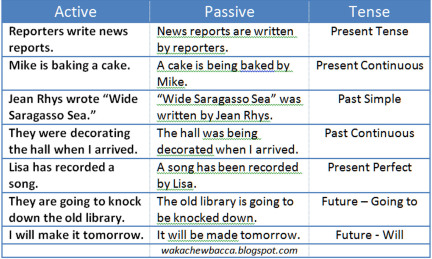 Active Passive Tense
Reporters write news
reports.
News reports are written
by reporters.
Present Tense
Mike is baking a cake.
A cake is being baked by
Mike.
Present Continuous
Jean Rhys wrote “Wide
Saragasso Sea.”
“Wide Saragasso Sea” was
written by Jean Rhys.
Past Simple
They were decorating
the hall when I arrived.
The hall was being
decorated when I arrived.
Past Continuous
Lisa has recorded a
song.
A song has been recorded
by Lisa.
Present Perfect
They are going to knock
down the old library.
The old library is going to
be knocked down.
Future – Going to
I will make it tomorrow.
It will be made tomorrow.
Future - Will
wakachewbacca.blogspot.com